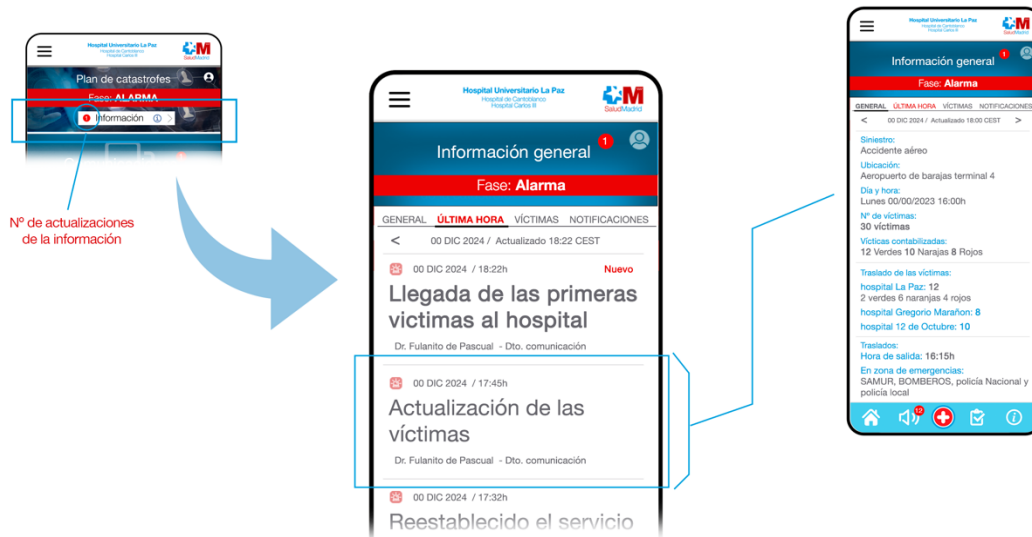 Hospital Universitario La Paz
Hospital de Cantoblanco
Hospital Carlos III
SaludMadrid
Plan de catastrofes
Fase: ALARMA
Información
Nº de actualizaciones
de la información
Hospital Universitario La Paz
Hospital de Cantoblanco
Hospital Carlos III
SaludMadrid
Información general
1
Fase: Alarma
GENERAL ÚLTIMA HORA VÍCTIMAS NOTIFICACIONES
< 00 DIC 2024 / Actualizado 18:22 CEST
00 DIC 2024 / 18:22h Nuevo
Llegada de las primeras
victimas al hospital
Dr. Fulanito de Pascual - Dto. comunicación
00 DIC 2024 / 17:45h
Actualización de las
víctimas
Dr. Fulanito de Pascual - Dto. comunicación
00 DIC 2024 / 17:32h
Reestablecido el servicio
Hospital Universitario La Paz
Hospital de Cantoblanco
Hospital Carlos III
SaludMadrid
Información general
1
Fase: Alarma
GENERAL ÚLTIMA HORA VÍCTIMAS NOTIFICACIONES
< 00 DIC 2024 / Actualizado 18:00 CEST >
Siniestro:
Accidente aéreo
Ubicación:
Aeropuerto de barajas terminal 4
Día y hora:
Lunes 00/00/2023 16:00h
Nº de víctimas:
30 víctimas
Vícticas contabilizadas:
12 Verdes 10 Narajas 8 Rojos
Traslado de las víctimas:
hospital La Paz: 12
2 verdes 6 naranjas 4 rojos
hospital Gregorio Marañon: 8
hospital 12 de Octubre: 10
Traslados:
Hora de salida: 16:15h
En zona de emergencias:
SAMUR, BOMBEROS, policía Nacional y
policía local
12